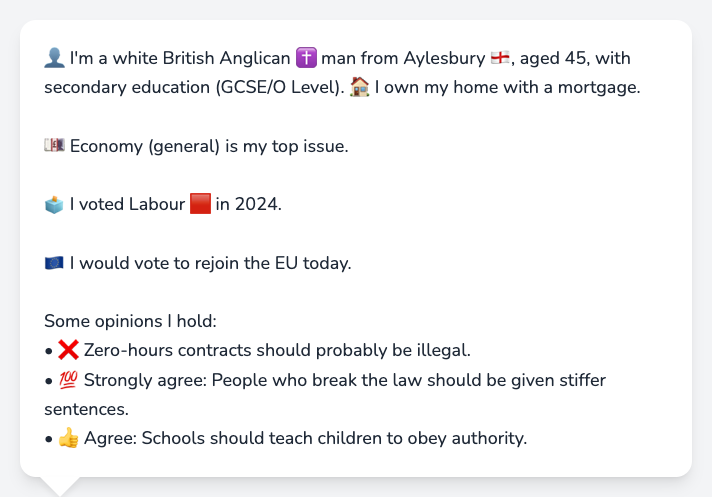 👤 I'm a white British Anglican ✝️ man from Aylesbury 🏴󠁧󠁢󠁥󠁮󠁧󠁿, aged 45, with
secondary education (GCSE/O Level). 🏠 I own my home with a mortgage.
💷 Economy (general) is my top issue.
🗳️ I voted Labour 🟥 in 2024.
🇪🇺 I would vote to rejoin the EU today.
Some opinions I hold:
• ❌ Zero-hours contracts should probably be illegal.
• 💯 Strongly agree: People who break the law should be given stiffer
sentences.
• 👍 Agree: Schools should teach children to obey authority.